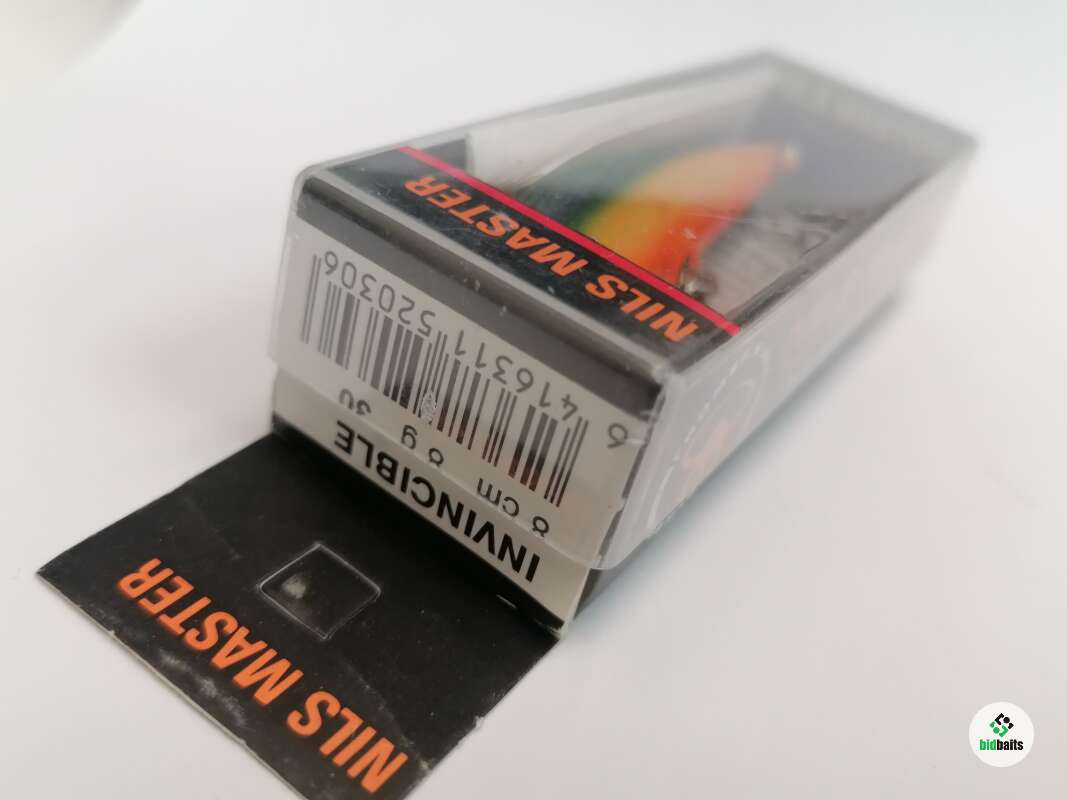 NILS MASTER
INVINCIBLE
8 cm 8 g 30
6 416311 520306
NILS MASTER
bidbaits